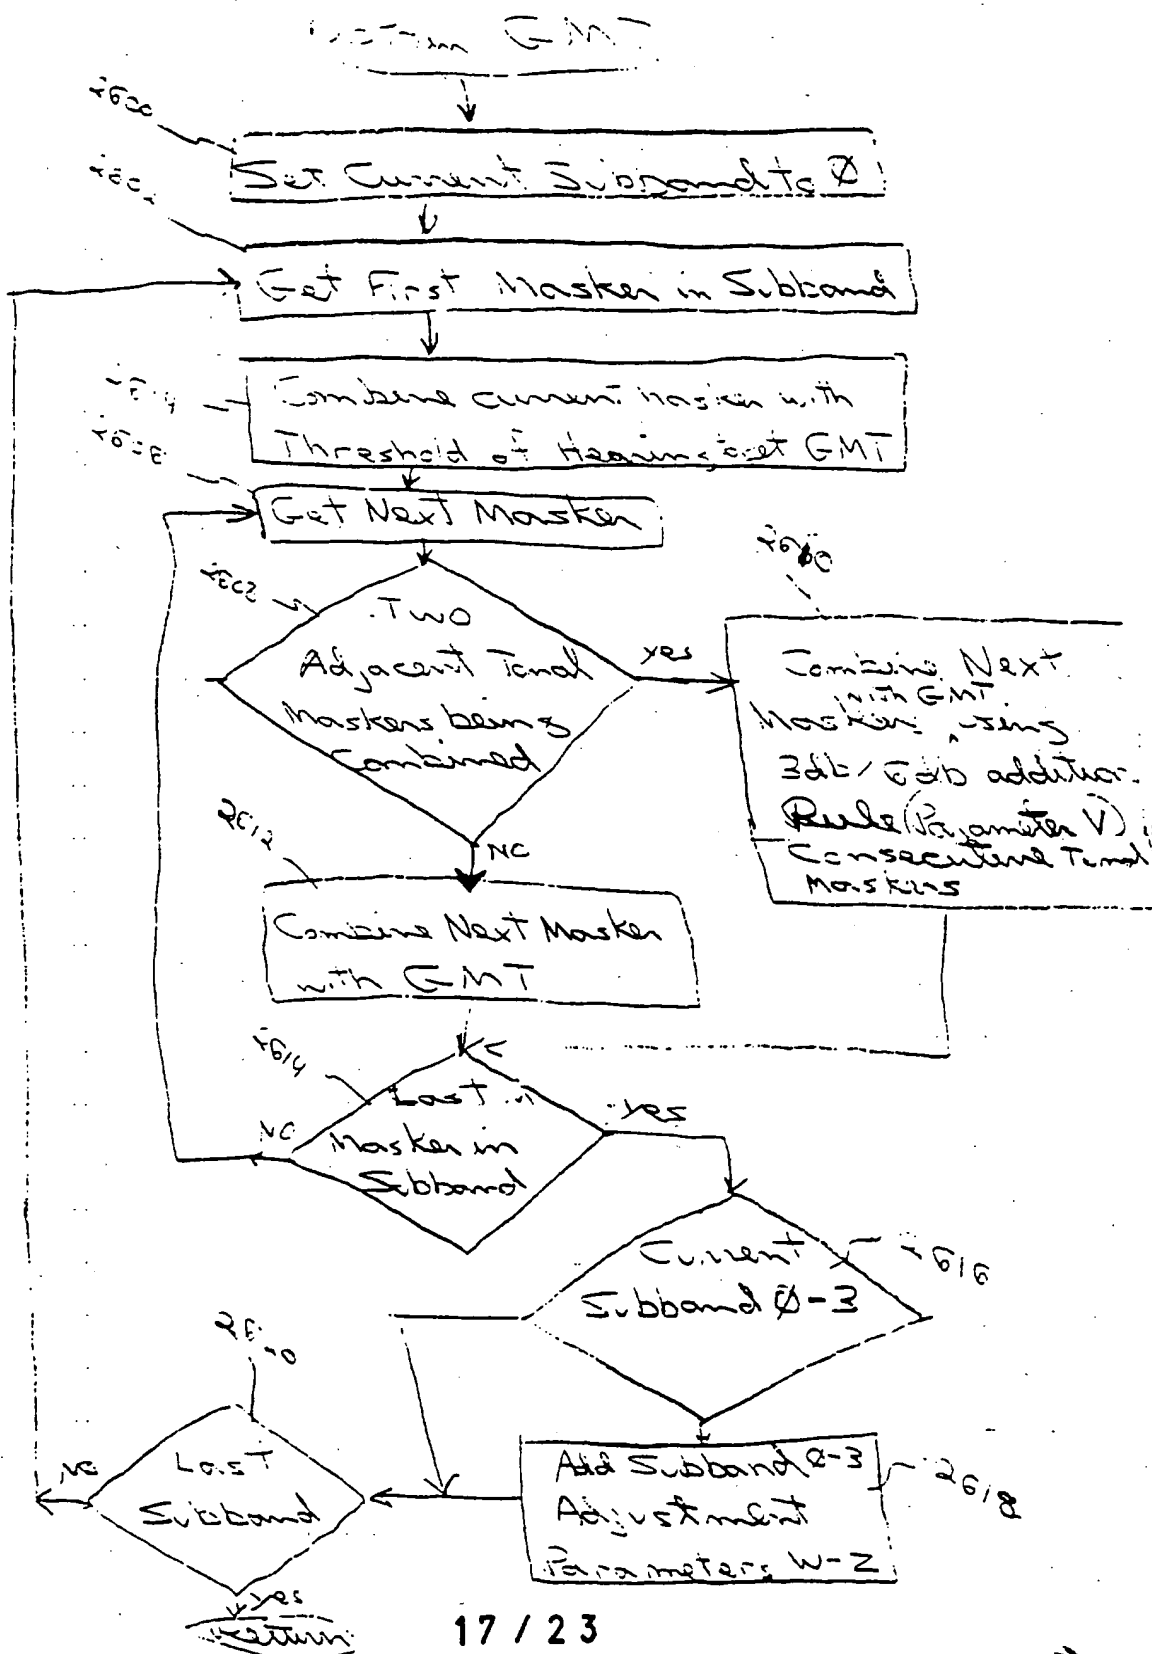 GMT
Set Current Subband to Ø
Get First Masker in Subband
Combine current masker with
Threshold of Hearing to get GMT
Get Next Masker
Two
Adjacent Tonal
Maskers being
Combined
yes
Combine Next
with GMT
Masker using
3db/6db addition
Rule (Parameter V)
Consecutive Tonal
Maskers
NO
2612
Combine Next Masker
with GMT
2614
Last
Masker in
Subband
NO
yes
Current
Subband Ø-3
2616
Add Subband Ø-3
Adjustment
Parameters W-Z
2618
Last
Subband
NO
yes
Return
17/23